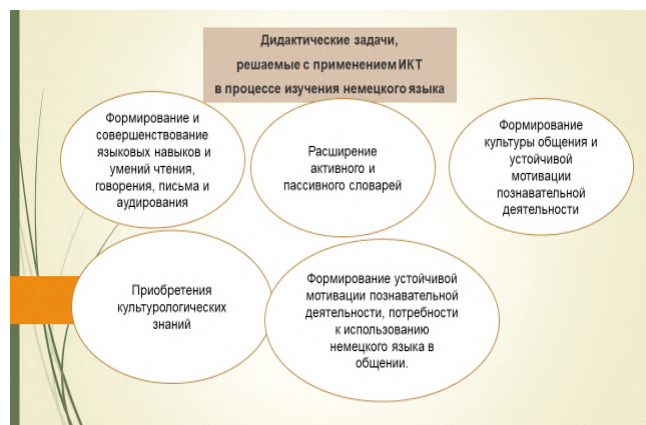 Дидактические задачи,
решаемые с применением ИКТ
в процессе изучения немецкого языка
Формирование и
совершенствование
языковых навыков и
умений чтения,
говорения, письма и
аудирования
Расширение
активного и
пассивного словарей
Формирование
культуры общения и
устойчивой
мотивации
познавательной
деятельности
Приобретения
культурологических
знаний
Формирование устойчивой
мотивации познавательной
деятельности, потребности
к использованию
немецкого языка в
общении.